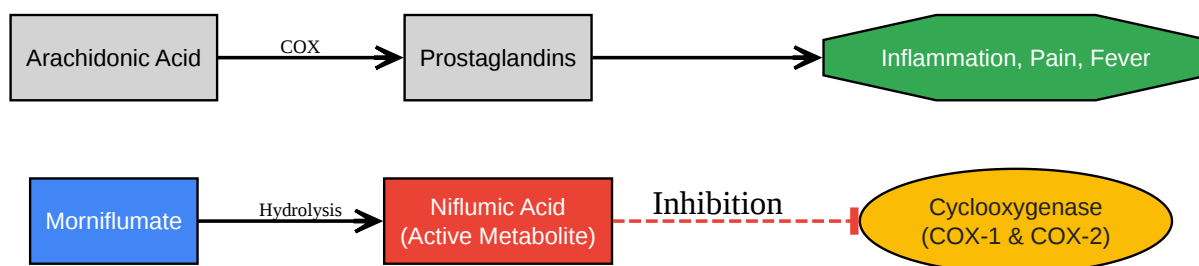 Arachidonic Acid
COX
Prostaglandins
Inflammation, Pain, Fever
Morniflumate
Hydrolysis
Niflumic Acid
(Active Metabolite)
Inhibition
Cyclooxygenase
(COX-1 & COX-2)